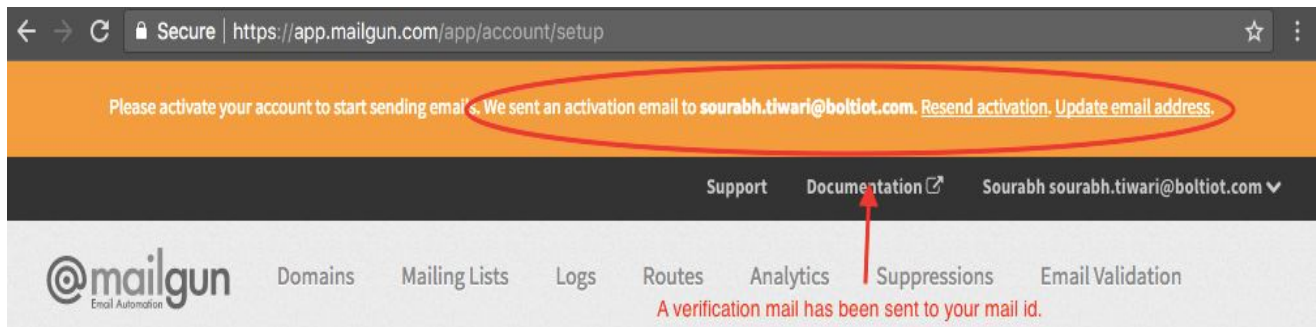 Secure | https://app.mailgun.com/app/account/setup
Please activate your account to start sending emails. We sent an activation email to sourabh.tiwari@boltiot.com. Resend activation. Update email address.
Support Documentation Sourabh sourabh.tiwari@boltiot.com
@mailgun Domains Mailing Lists Logs Routes Analytics Suppressions Email Validation
Email Automation
A verification mail has been sent to your mail id.